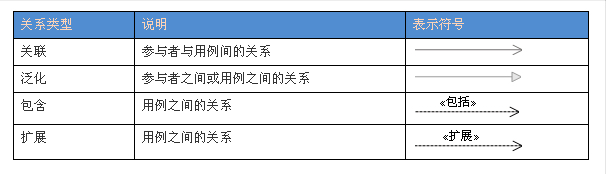 关系类型 说明 表示符号
关联 参与者与用例间的关系
泛化 参与者之间或用例之间的关系
包含 用例之间的关系 «包括»
扩展 用例之间的关系 «扩展»